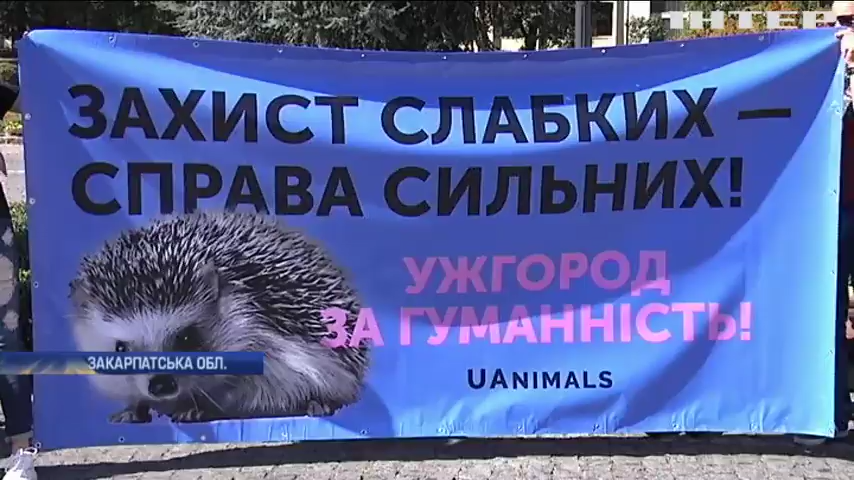 ІНТЕР
ЗАХИСТ СЛАБКИХ —
СПРАВА СИЛЬНИХ!
УЖГОРОД
ЗА ГУМАННІСТЬ!
ЗАКАРПАТСЬКА ОБЛ.
UANIMALS